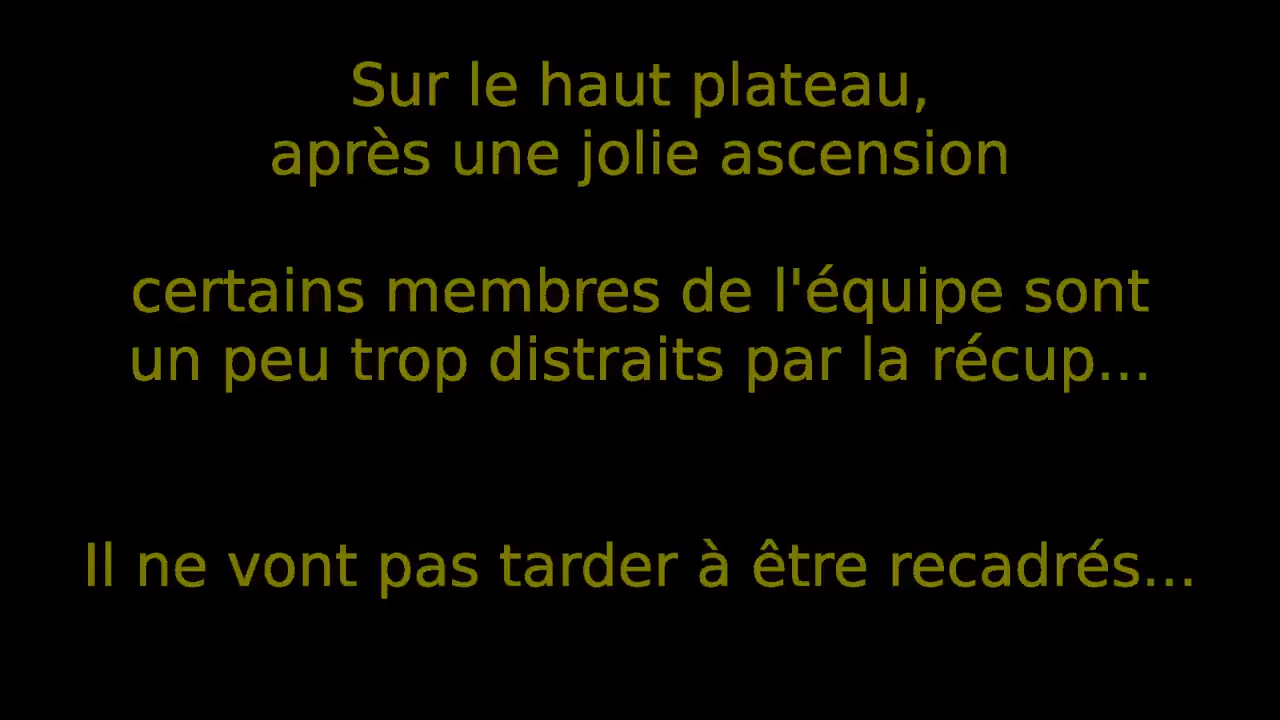 Sur le haut plateau,
après une jolie ascension
certains membres de l'équipe sont
un peu trop distraits par la récup...
Il ne vont pas tarder à être recadrés...